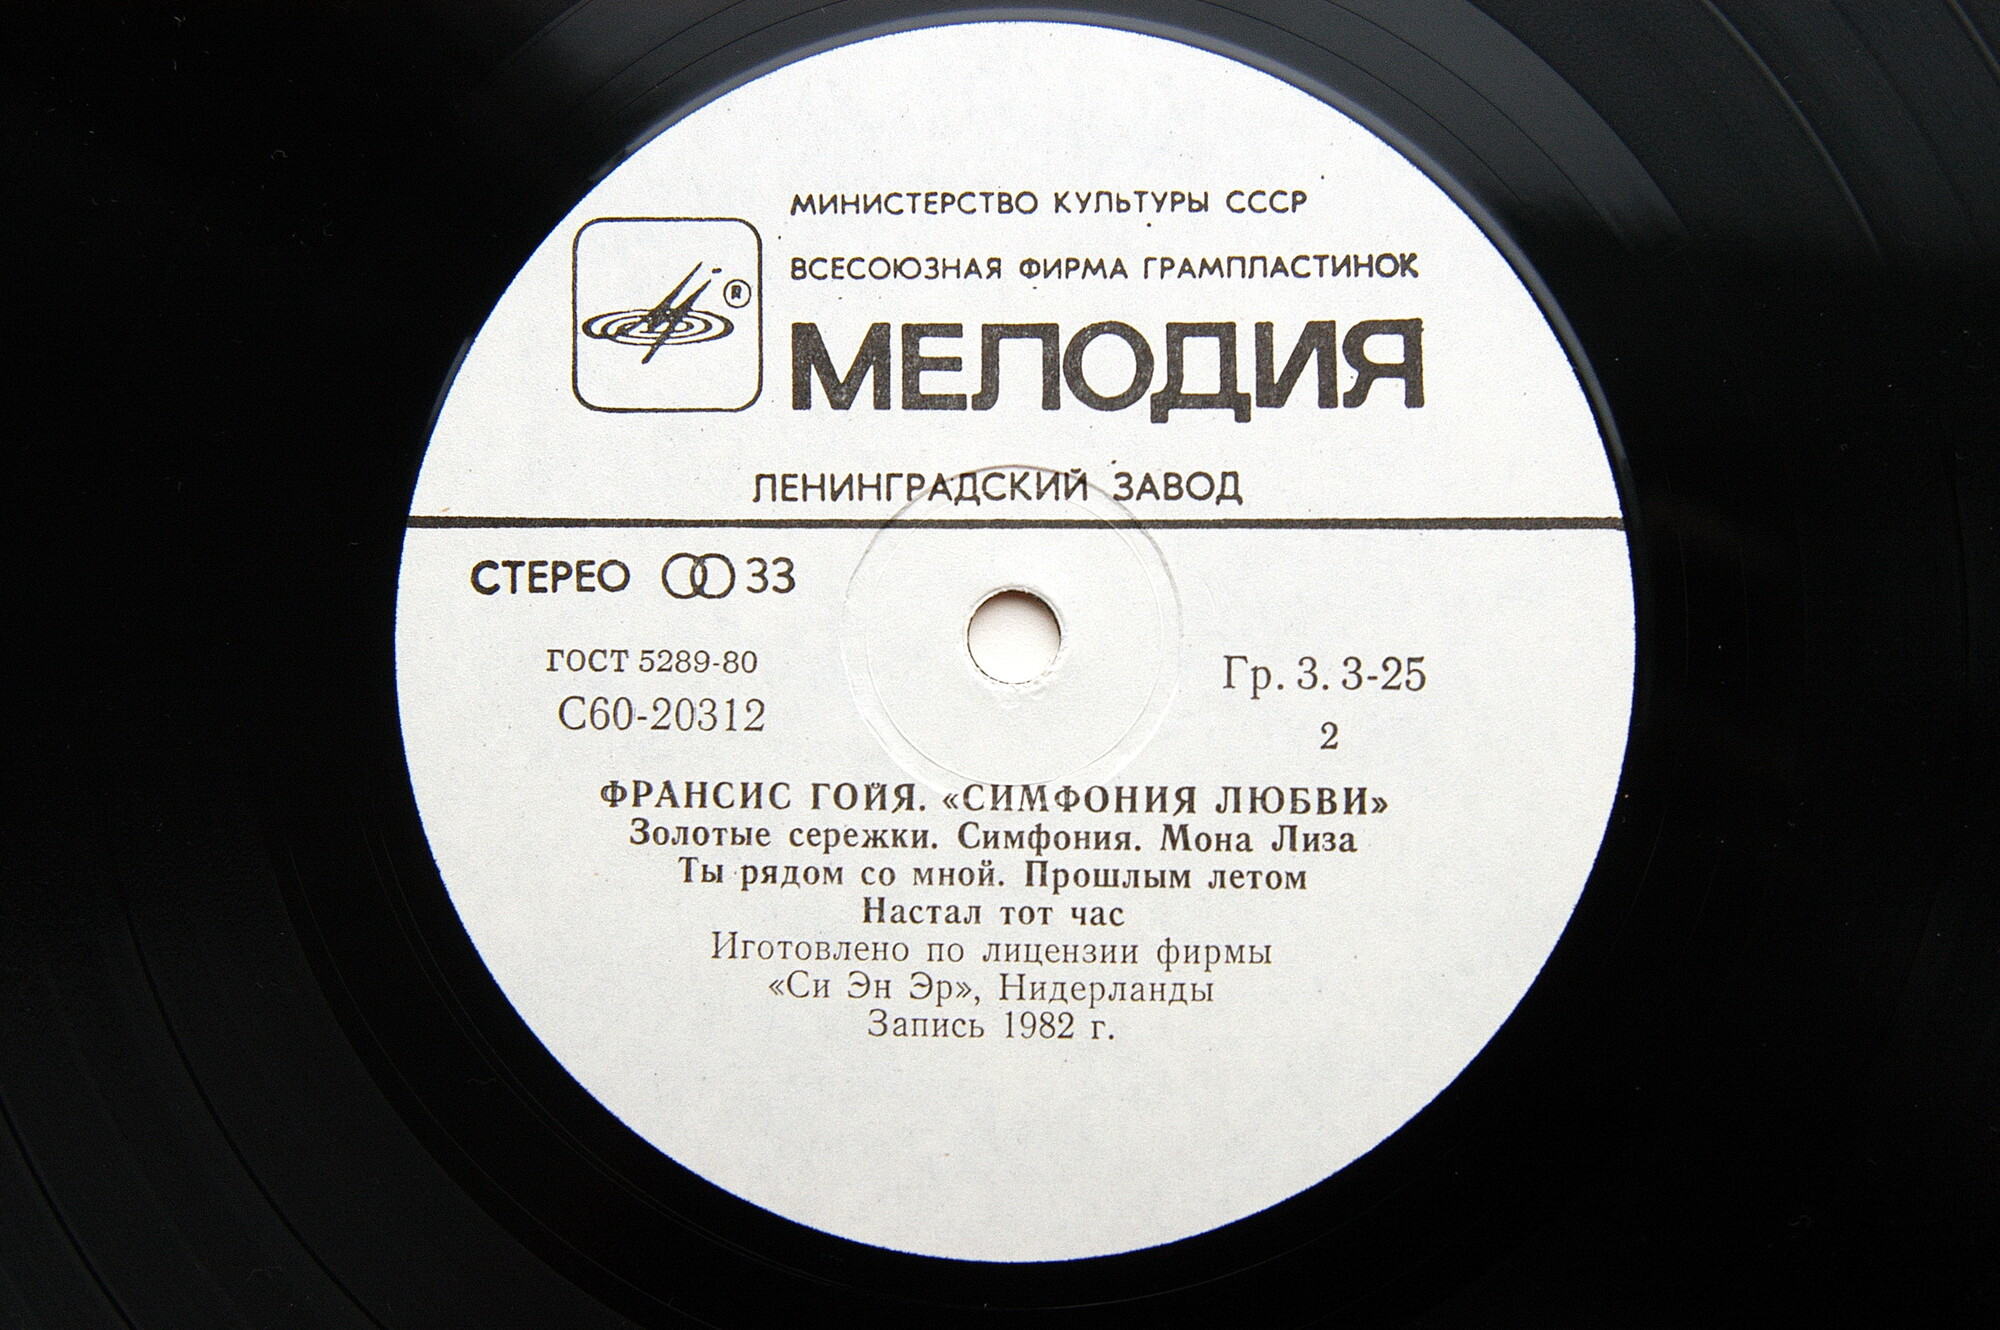 МИНИСТЕРСТВО КУЛЬТУРЫ СССР
ВСЕСОЮЗНАЯ ФИРМА ГРАМПЛАСТИНОК
®
МЕЛОДИЯ
ЛЕНИНГРАДСКИЙ ЗАВОД
СТЕРЕО 33
ГОСТ 5289-80
С60-20312
Гр. 3. 3-25
2
ФРАНСИС ГОЙЯ. «СИМФОНИЯ ЛЮБВИ»
Золотые сережки. Симфония. Мона Лиза
Ты рядом со мной. Прошлым летом
Настал тот час
Изготовлено по лицензии фирмы
«Си Эн Эр», Нидерланды
Запись 1982 г.